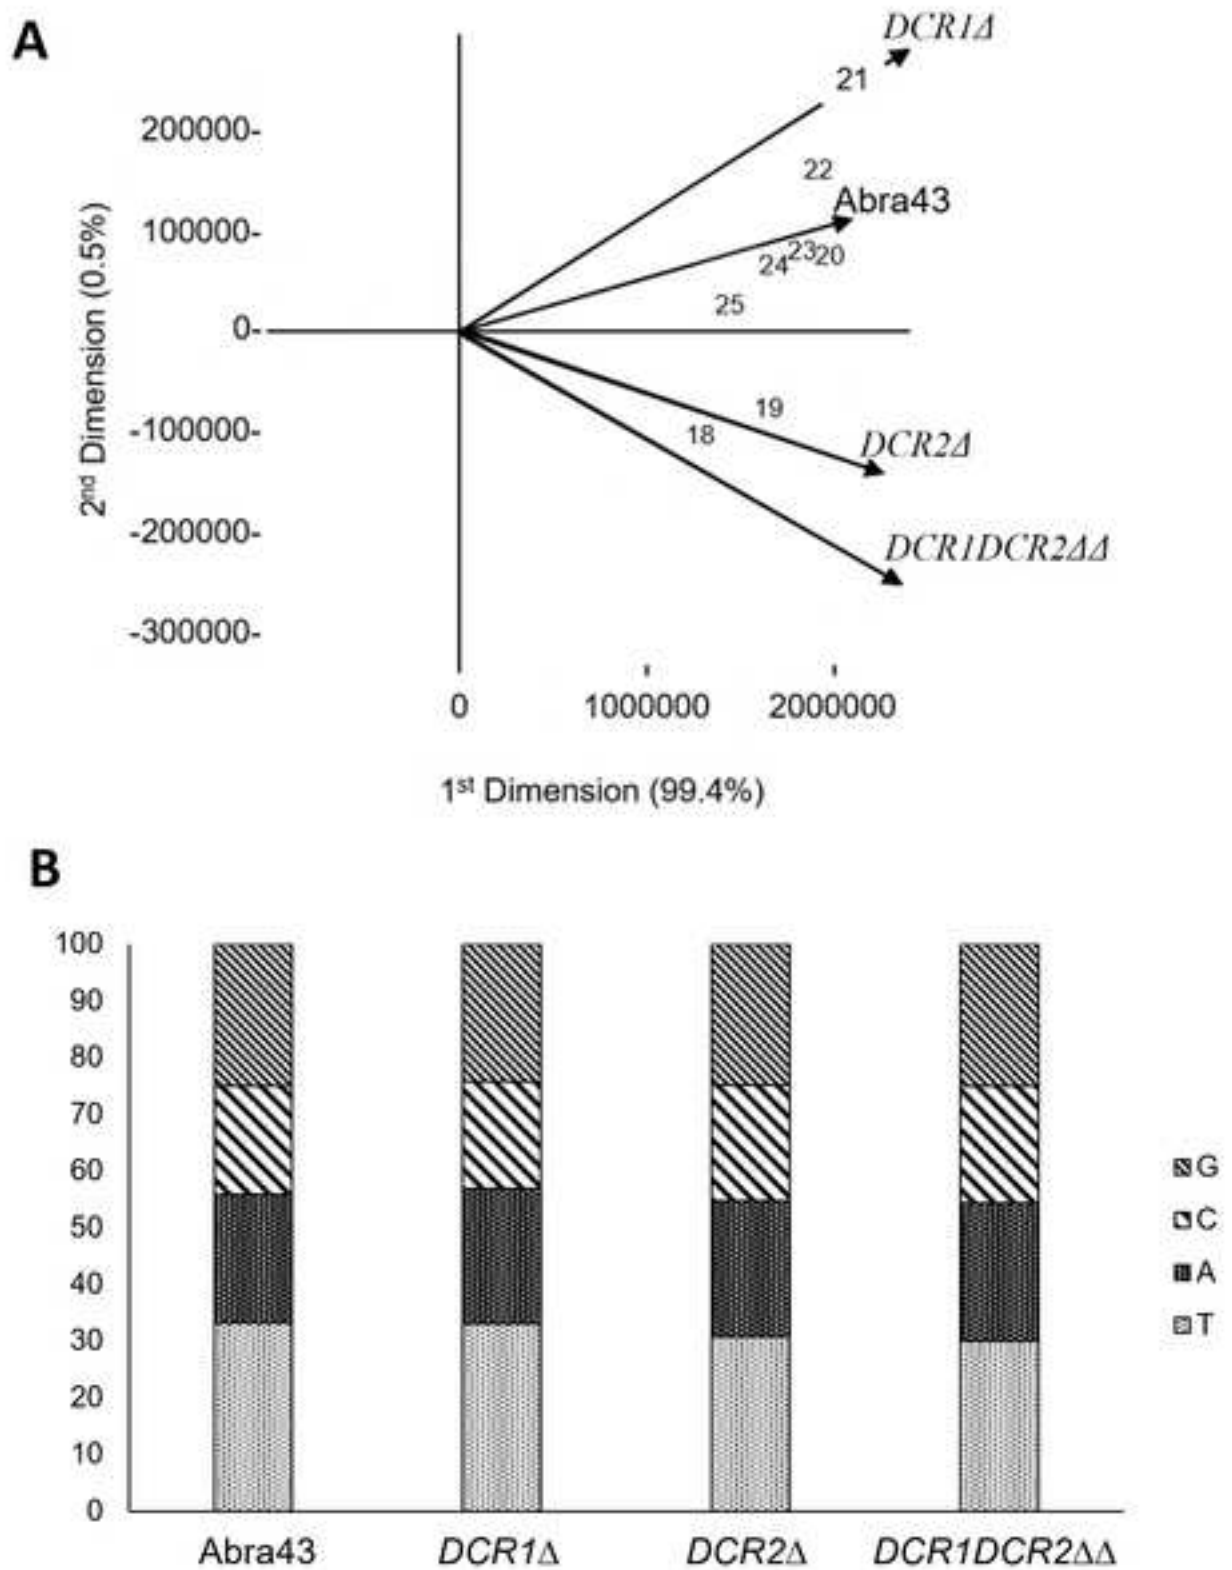 A
DCR1Δ
21
200000-
22
Abra43
100000-
23 20
24
25
0-
2nd Dimension (0.5%)
19
-100000-
18
DCR2Δ
-200000-
DCR1DCR2ΔΔ
-300000-
0 1000000 2000000
1st Dimension (99.4%)
B
100
90
80
70
60
50
40
30
20
10
0
G
C
A
T
Abra43 DCR1Δ DCR2Δ DCR1DCR2ΔΔ